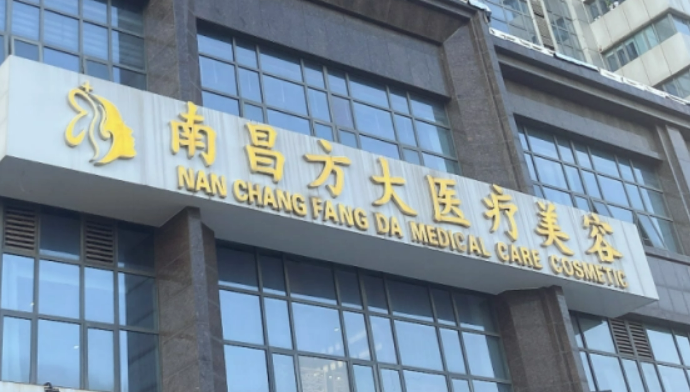 南昌方大医疗美容
NAN CHANG FANG DA MEDICAL CARE COSMETIC